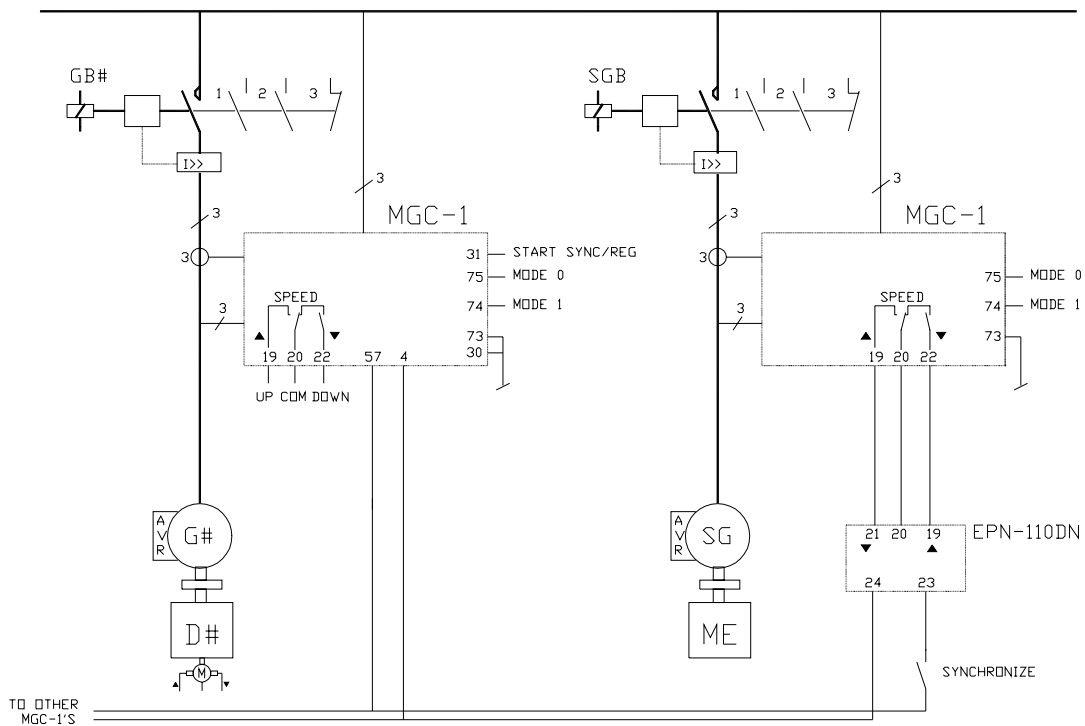 GB#
1 2 3
I>>
3
3
MGC-1
3
3
31 START SYNC/REG
75 MODE 0
74 MODE 1
73
30
SPEED
▲ ▼
19 20 22 57 4
UP COM DOWN
AVR
G#
D#
M
▲ ▼
TO OTHER
MGC-1'S
SGB
1 2 3
I>>
3
3
MGC-1
3
3
75 MODE 0
74 MODE 1
73
SPEED
▲ ▼
19 20 22
AVR
SG
ME
21 20 19
EPN-110DN
▼ ▲
24 23
SYNCHRONIZE